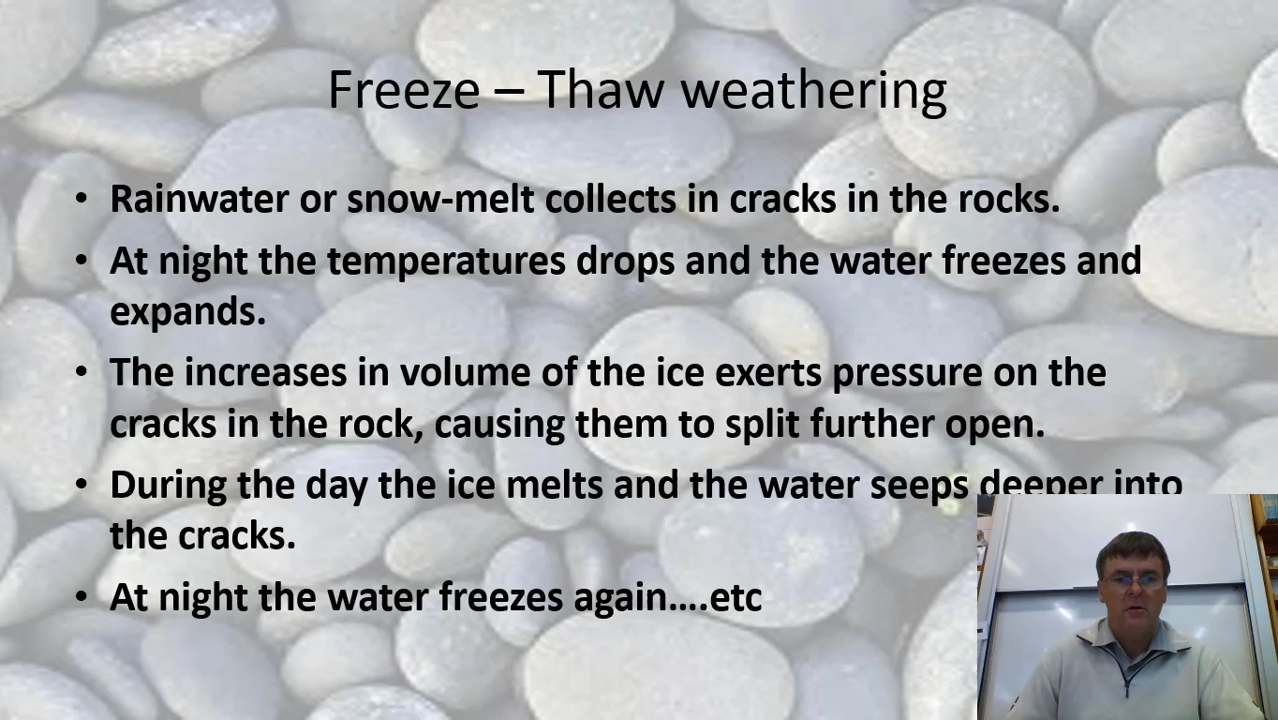 Freeze – Thaw weathering
• Rainwater or snow-melt collects in cracks in the rocks.
• At night the temperatures drops and the water freezes and
expands.
• The increases in volume of the ice exerts pressure on the
cracks in the rock, causing them to split further open.
• During the day the ice melts and the water seeps deeper into
the cracks.
• At night the water freezes again….etc